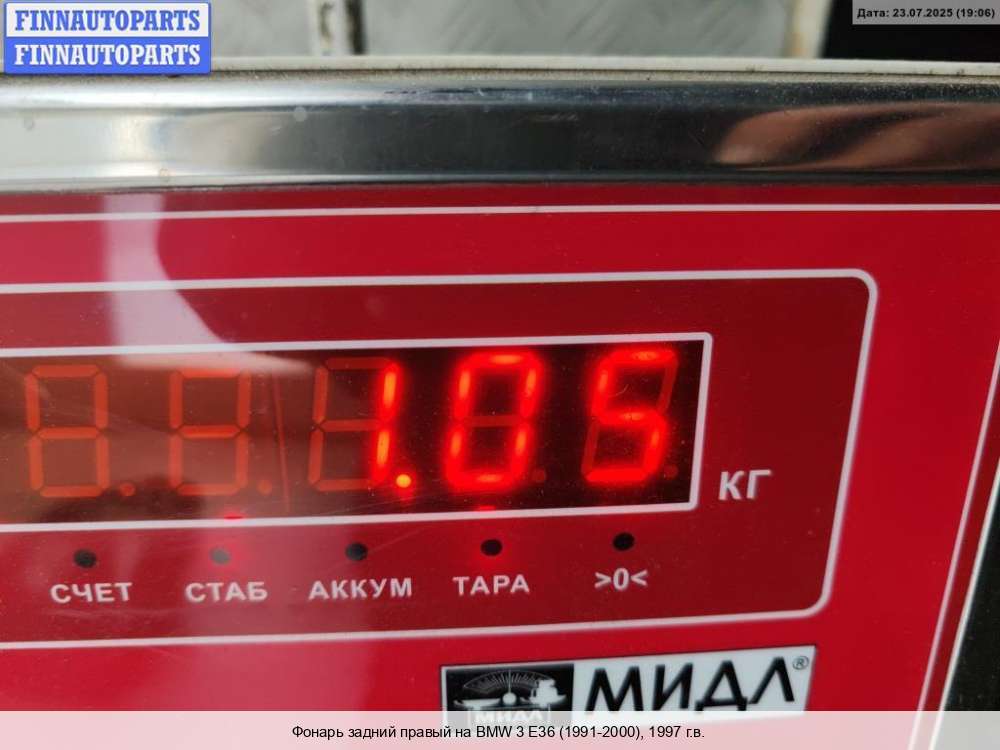 FINNAUTOPARTS
FINNAUTOPARTS
Дата: 23.07.2025 (19:06)
1.05
КГ
СЧЕТ СТАБ АККУМ ТАРА >0<
МИДЛ®
МИДЛ
Фонарь задний правый на BMW 3 E36 (1991-2000), 1997 г.в.